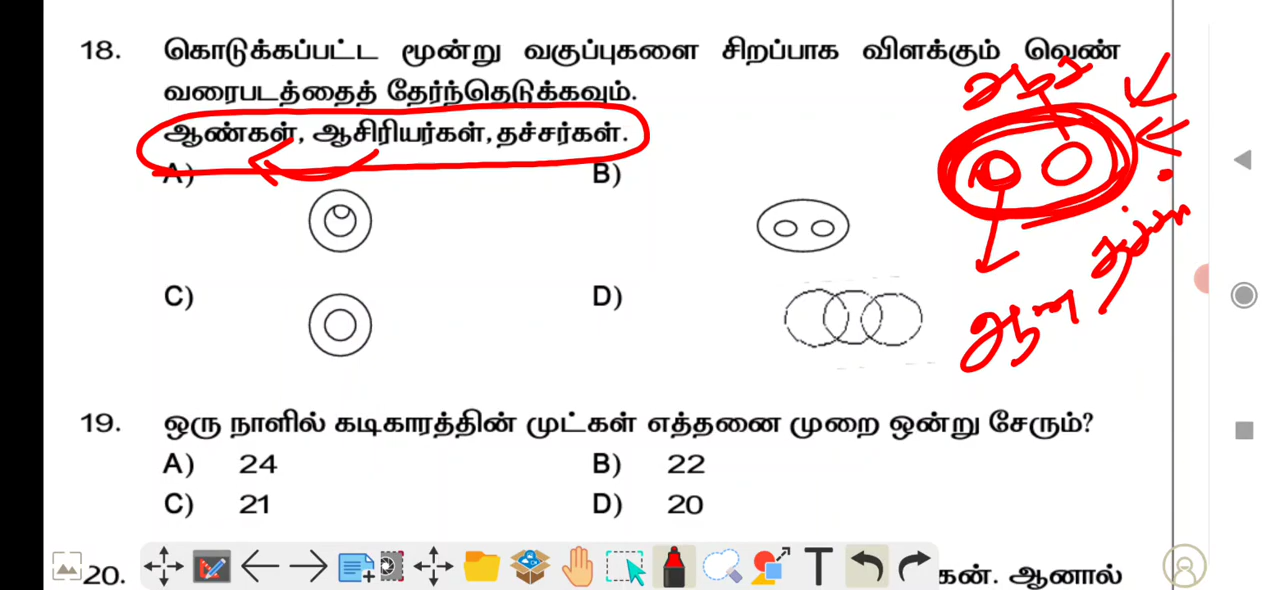 18. கொடுக்கப்பட்ட மூன்று வகுப்புகளை சிறப்பாக விளக்கும் வெண்
வரைபடத்தைத் தேர்ந்தெடுக்கவும்.
ஆண்கள், ஆசிரியர்கள், தச்சர்கள்.
A) B)
C) D)
19. ஒரு நாளில் கடிகாரத்தின் முட்கள் எத்தனை முறை ஒன்று சேரும்?
A) 24 B) 22
C) 21 D) 20
20. கன். ஆனால்